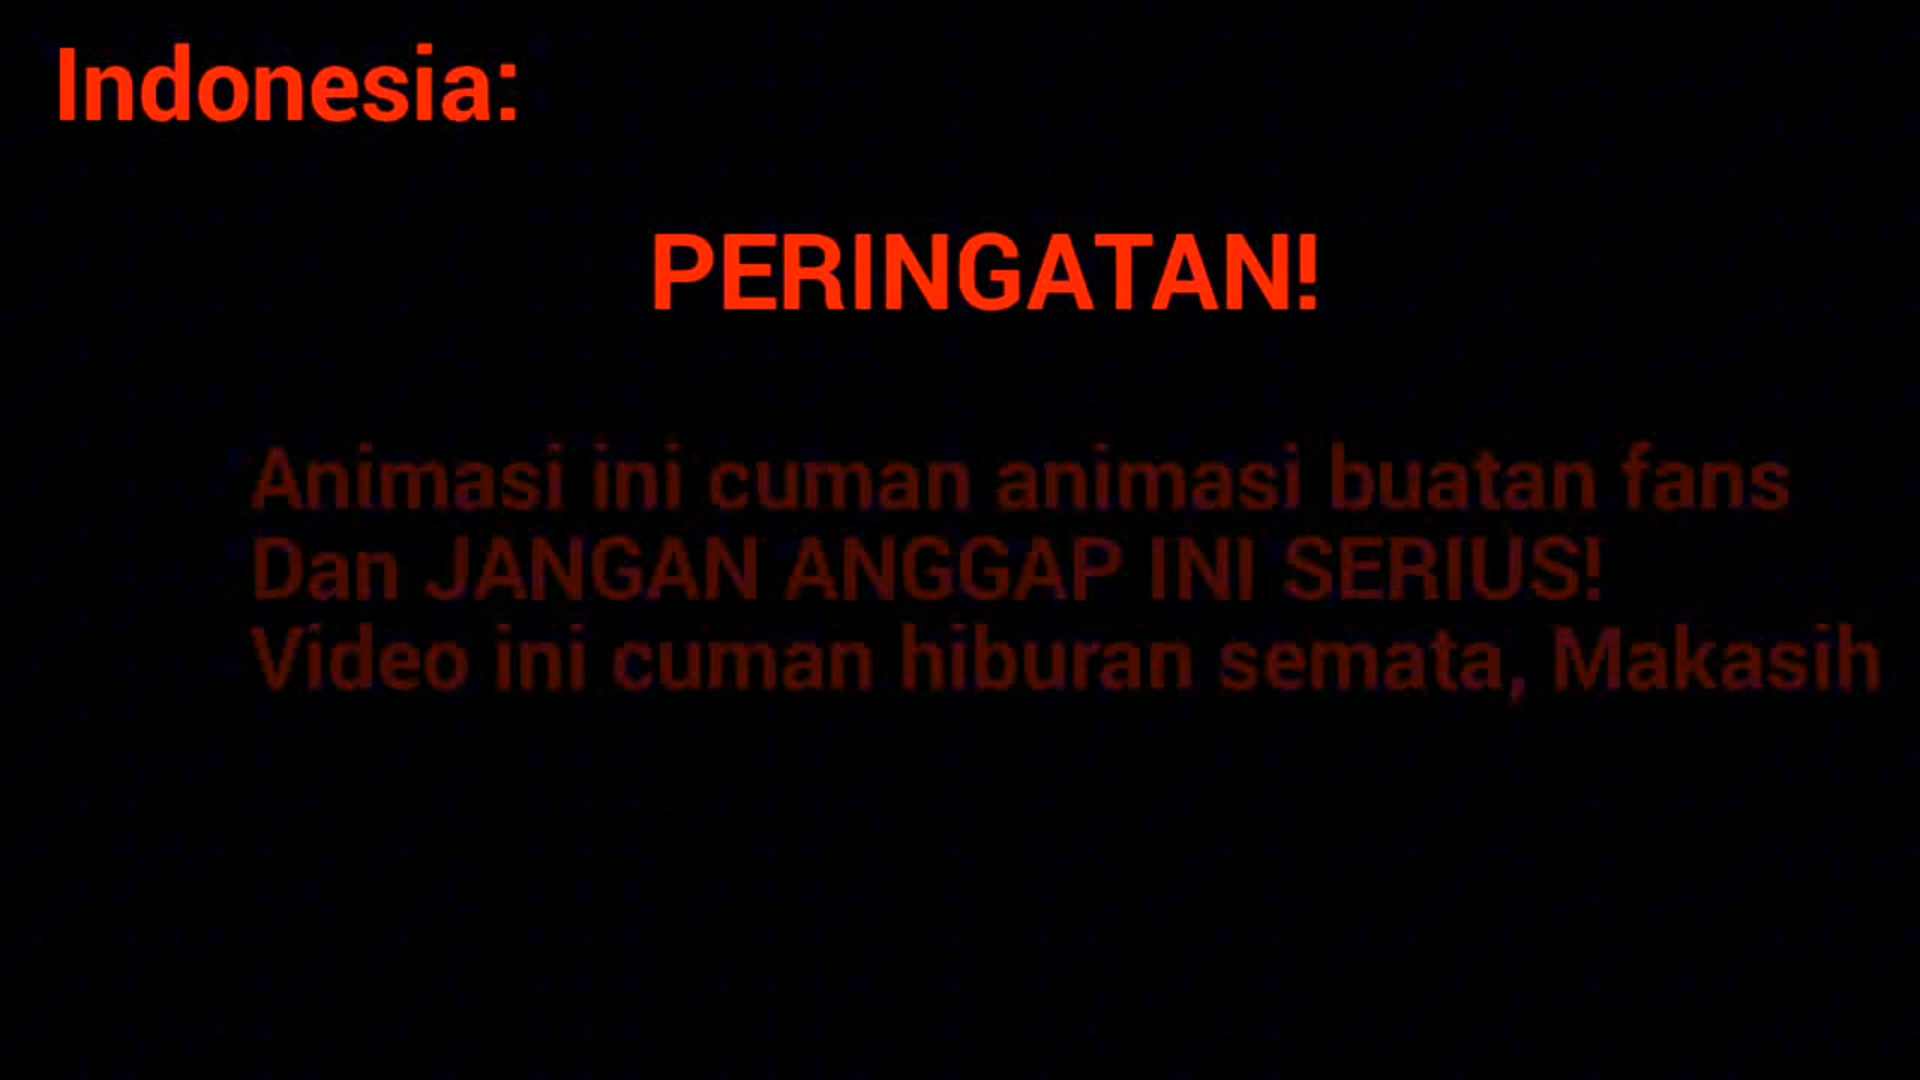 Indonesia:
PERINGATAN!
Animasi ini cuman animasi buatan fans
Dan JANGAN ANGGAP INI SERIUS!
Video ini cuman hiburan semata, Makasih